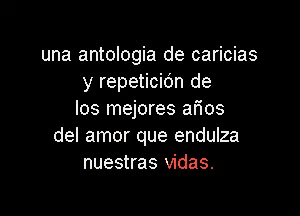 una antologia de caricias
y repetición de
los mejores años
del amor que endulza
nuestras vidas.